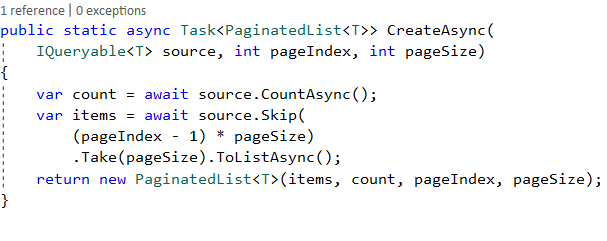 1 reference | 0 exceptions
public static async Task<PaginatedList<T>> CreateAsync(
    IQueryable<T> source, int pageIndex, int pageSize)
{
    var count = await source.CountAsync();
    var items = await source.Skip(
        (pageIndex - 1) * pageSize)
        .Take(pageSize).ToListAsync();
    return new PaginatedList<T>(items, count, pageIndex, pageSize);
}